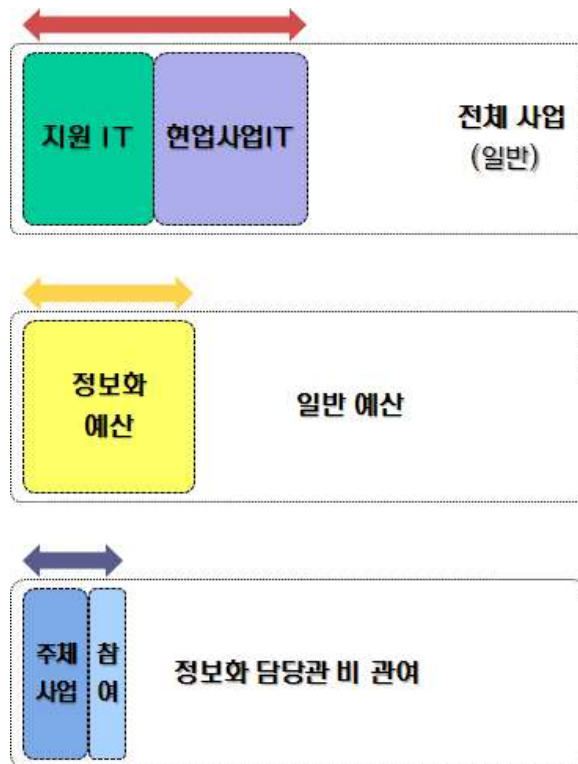 지원 IT
현업사업IT
전체 사업
(일반)
정보화
예산
일반 예산
주체
사업
참
여
정보화 담당관 비 관여